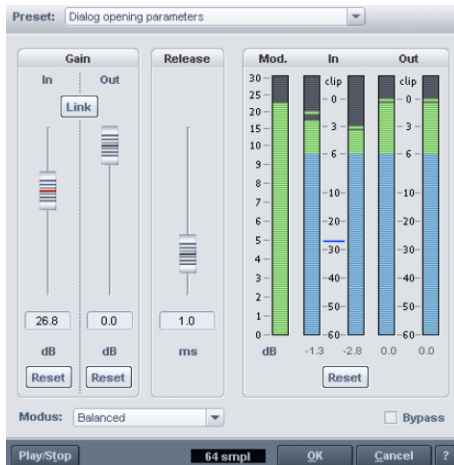 Preset: Dialog opening parameters
Gain Release Mod. In Out
In Out
Link
30 clip clip
25 0 0
20
15 3 3
10 6 6
9
8 10 10
7
6 20 20
5 30 30
4
3 40 40
2 50 50
1
0 60 60
26.8 0.0 1.0
dB dB ms dB -1.3 -2.8 0.0 0.0
Reset Reset Reset
Modus: Balanced Bypass
Play/Stop 64 smpl OK Cancel ?